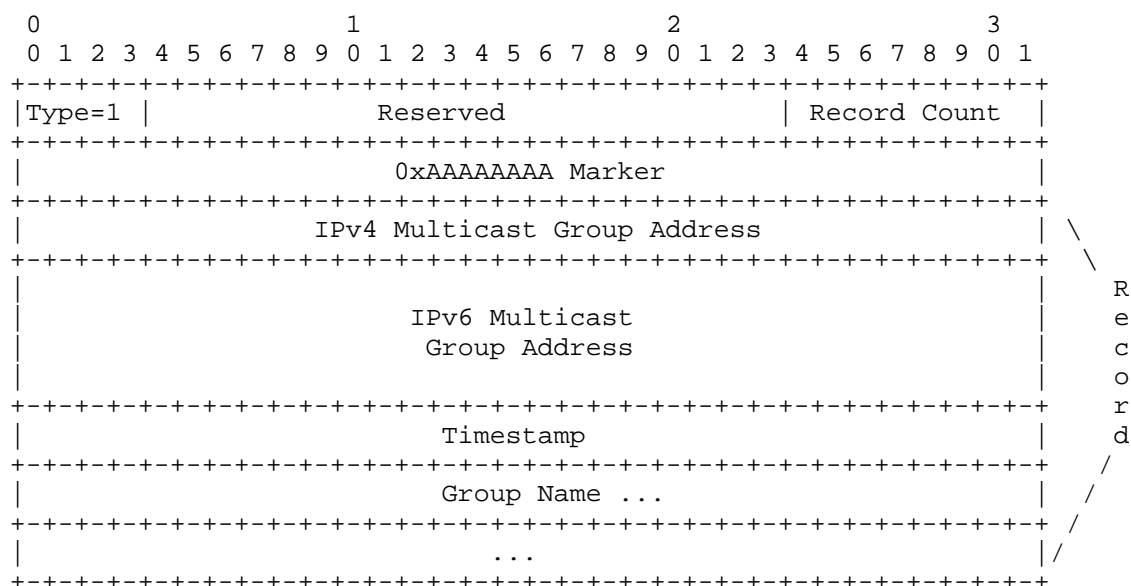 0                   1                   2                   3
 0 1 2 3 4 5 6 7 8 9 0 1 2 3 4 5 6 7 8 9 0 1 2 3 4 5 6 7 8 9 0 1
+-+-+-+-+-+-+-+-+-+-+-+-+-+-+-+-+-+-+-+-+-+-+-+-+-+-+-+-+-+-+-+-+
|Type=1 |              Reserved                 | Record Count  |
+-+-+-+-+-+-+-+-+-+-+-+-+-+-+-+-+-+-+-+-+-+-+-+-+-+-+-+-+-+-+-+-+
|                       0xAAAAAAAA Marker                       |
+-+-+-+-+-+-+-+-+-+-+-+-+-+-+-+-+-+-+-+-+-+-+-+-+-+-+-+-+-+-+-+-+
|                  IPv4 Multicast Group Address                 | \
+-+-+-+-+-+-+-+-+-+-+-+-+-+-+-+-+-+-+-+-+-+-+-+-+-+-+-+-+-+-+-+-+  \
|                                                               |    R
|                        IPv6 Multicast                         |    e
|                         Group Address                         |    c
|                                                               |    o
+-+-+-+-+-+-+-+-+-+-+-+-+-+-+-+-+-+-+-+-+-+-+-+-+-+-+-+-+-+-+-+-+    r
|                          Timestamp                            |    d
+-+-+-+-+-+-+-+-+-+-+-+-+-+-+-+-+-+-+-+-+-+-+-+-+-+-+-+-+-+-+-+-+   /
|                          Group Name ...                       |  /
+-+-+-+-+-+-+-+-+-+-+-+-+-+-+-+-+-+-+-+-+-+-+-+-+-+-+-+-+-+-+-+-+ /
|                             ...                               |/
+-+-+-+-+-+-+-+-+-+-+-+-+-+-+-+-+-+-+-+-+-+-+-+-+-+-+-+-+-+-+-+-+